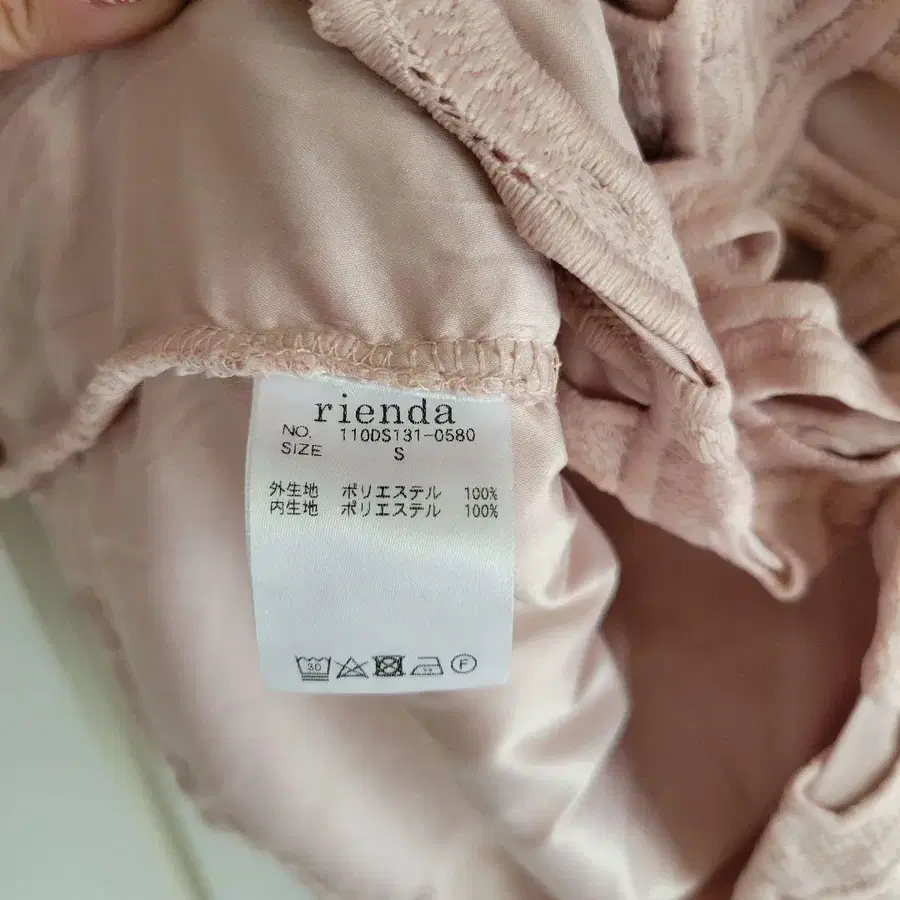 rienda
NO. 110DS131-0580
SIZE S
外生地 ポリエステル 100%
内生地 ポリエステル 100%
30 F